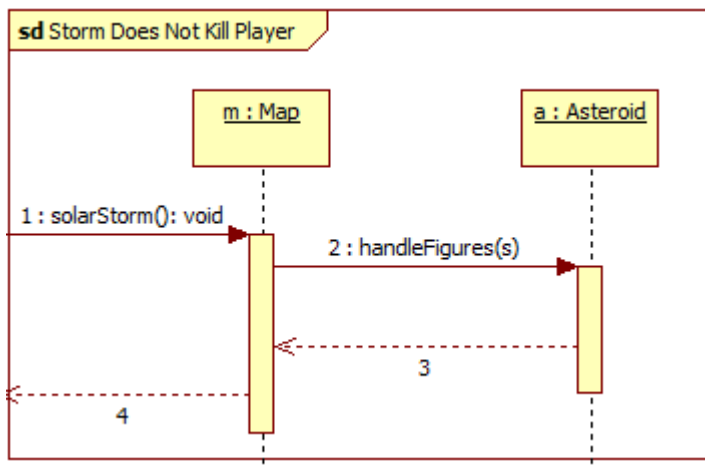 sd Storm Does Not Kill Player
m : Map
a : Asteroid
1 : solarStorm(): void
2 : handleFigures(s)
3
4